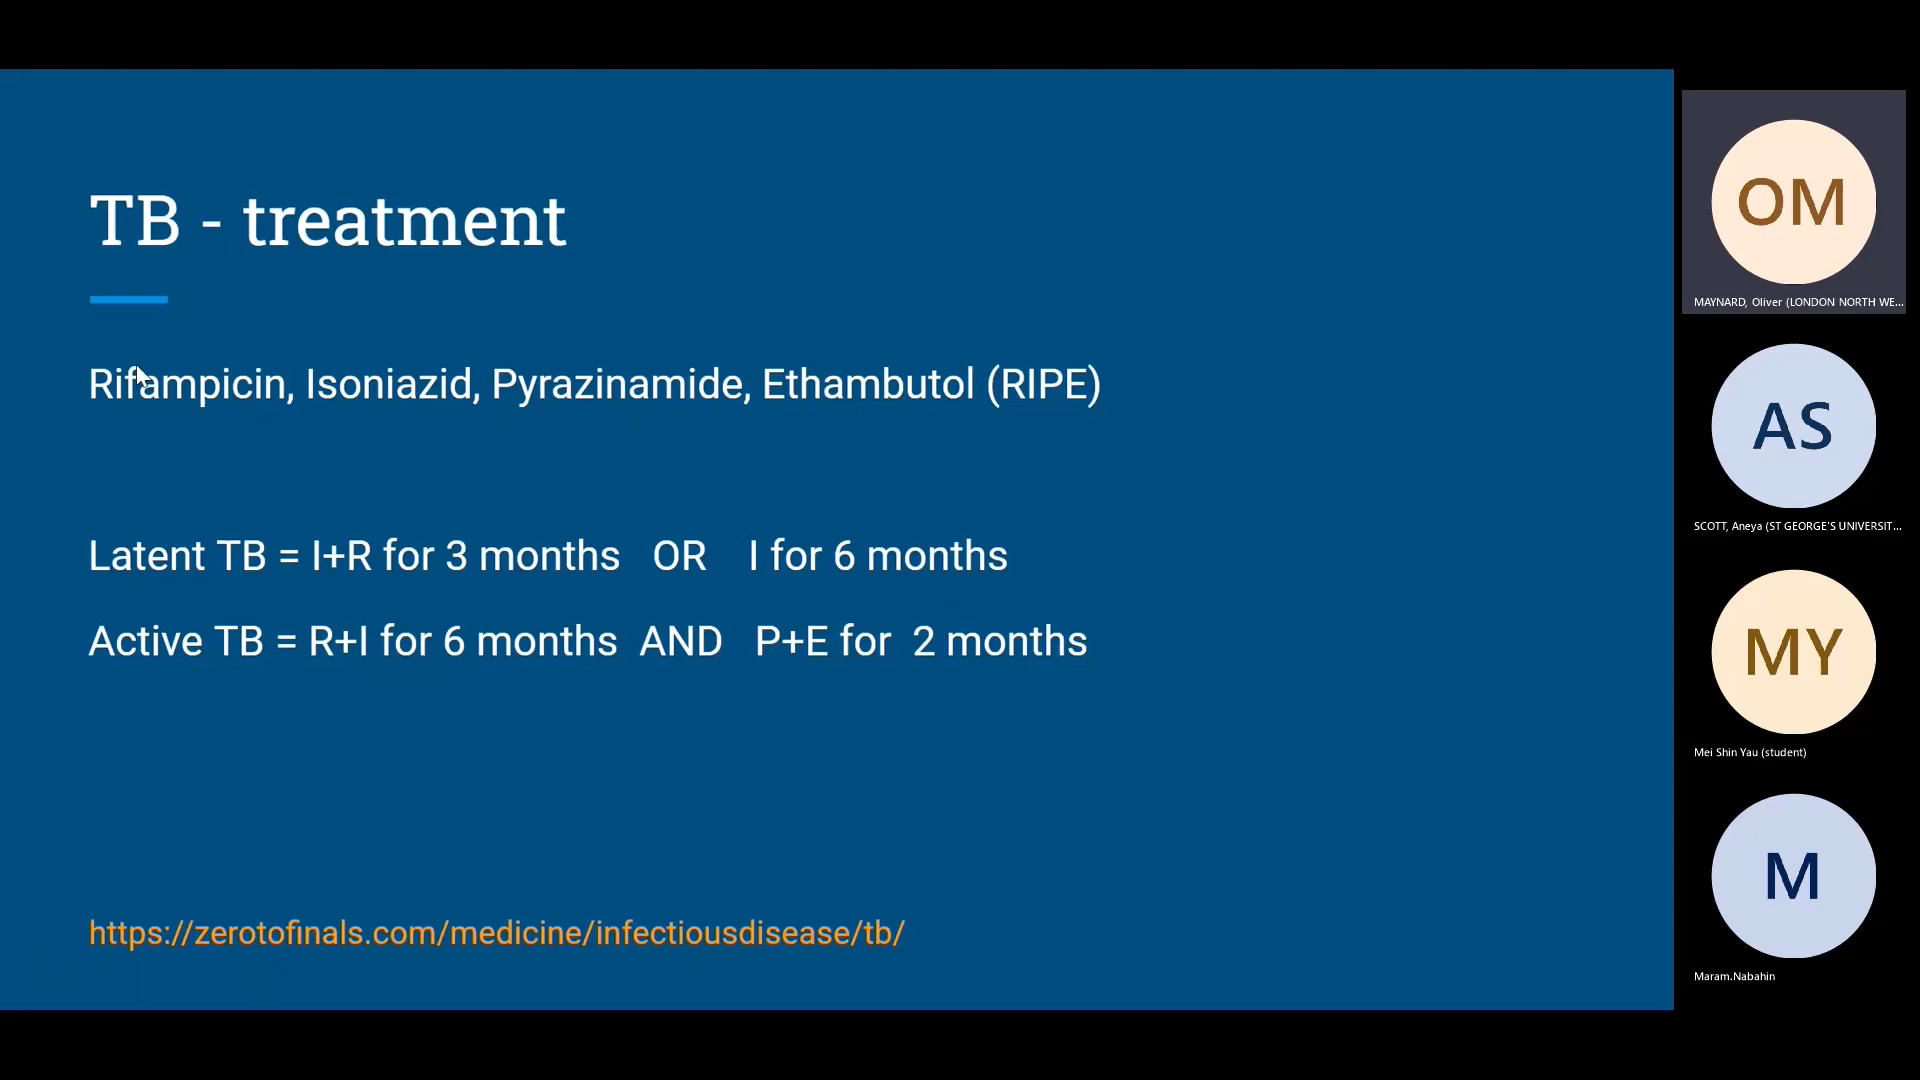 TB - treatment
Rifampicin, Isoniazid, Pyrazinamide, Ethambutol (RIPE)
Latent TB = I+R for 3 months OR I for 6 months
Active TB = R+I for 6 months AND P+E for 2 months
https://zerotofinals.com/medicine/infectiousdisease/tb/
OM
MAYNARD, Oliver (LONDON NORTH WE...
AS
SCOTT, Aneya (ST GEORGE'S UNIVERSIT...
MY
Mei Shin Yau (student)
M
Maram.Nabahin